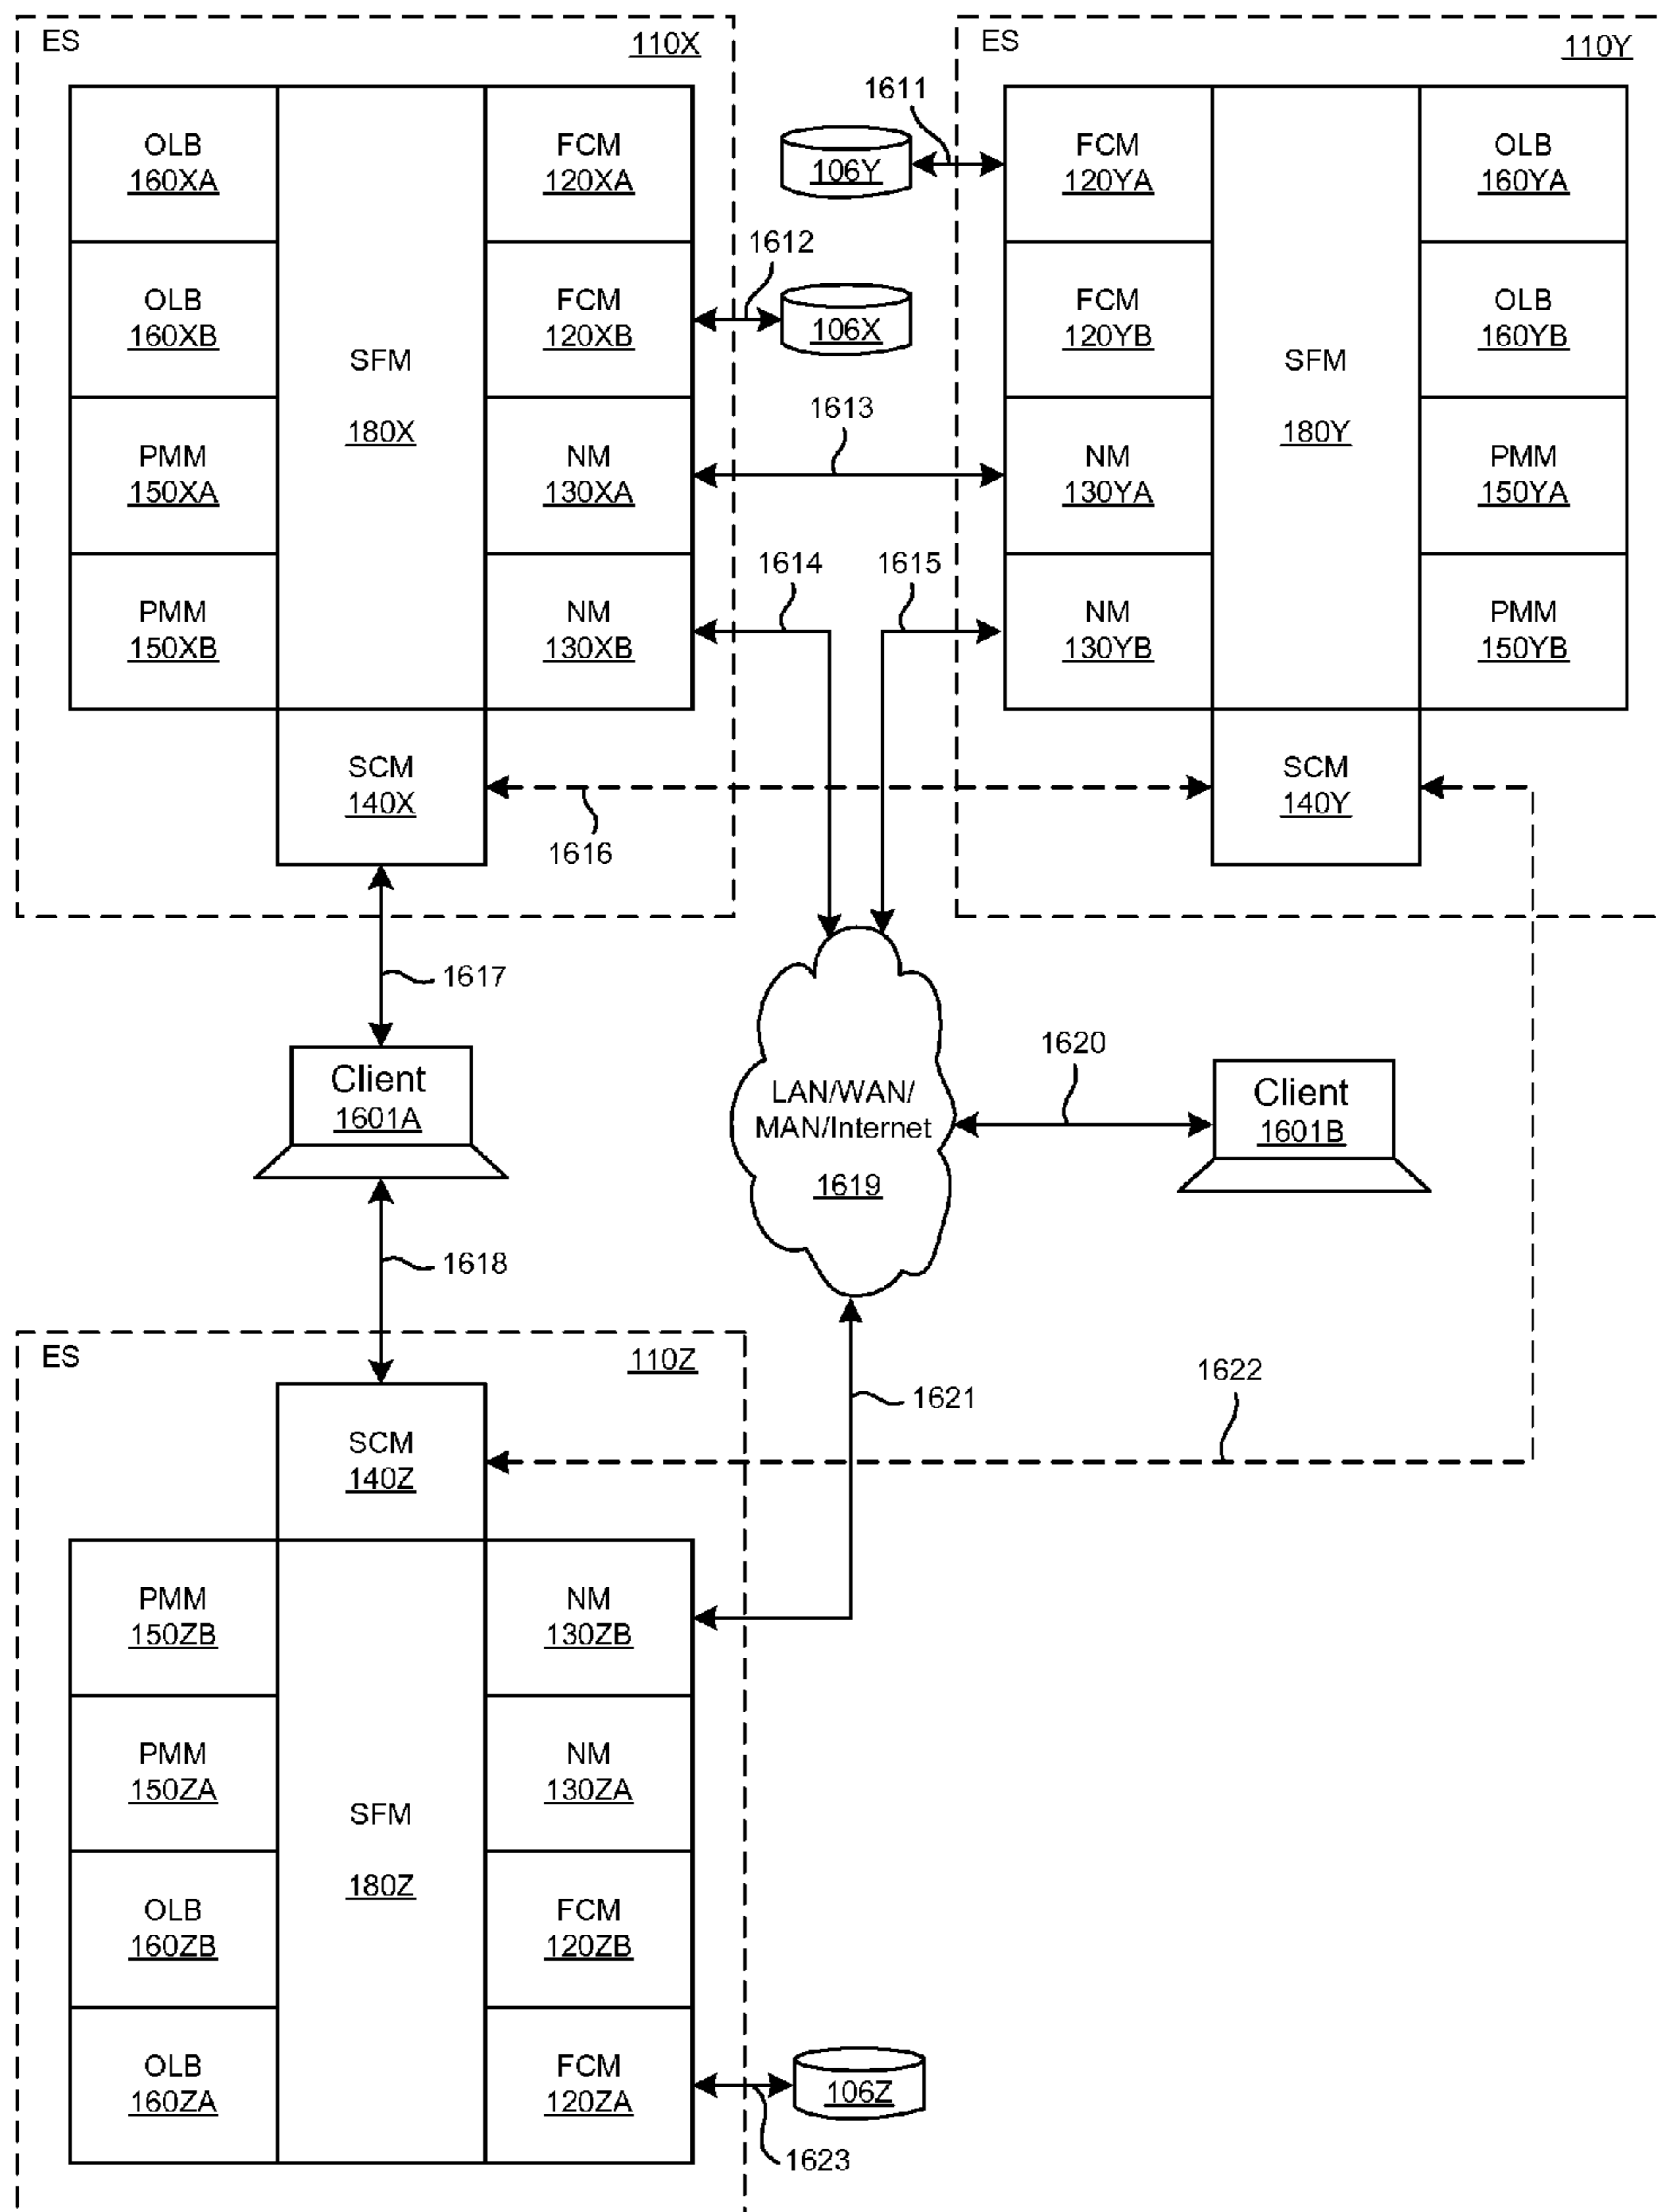 ES
110X
OLB
160XA
OLB
160XB
PMM
150XA
PMM
150XB
SFM
180X
FCM
120XA
FCM
120XB
NM
130XA
NM
130XB
SCM
140X
1611
106Y
1612
106X
1613
1614
1615
1616
ES
110Y
FCM
120YA
FCM
120YB
NM
130YA
NM
130YB
SFM
180Y
OLB
160YA
OLB
160YB
PMM
150YA
PMM
150YB
SCM
140Y
1617
Client
1601A
1618
LAN/WAN/
MAN/Internet
1619
1620
Client
1601B
1621
1622
ES
110Z
SCM
140Z
PMM
150ZB
PMM
150ZA
OLB
160ZB
OLB
160ZA
SFM
180Z
NM
130ZB
NM
130ZA
FCM
120ZB
FCM
120ZA
106Z
1623